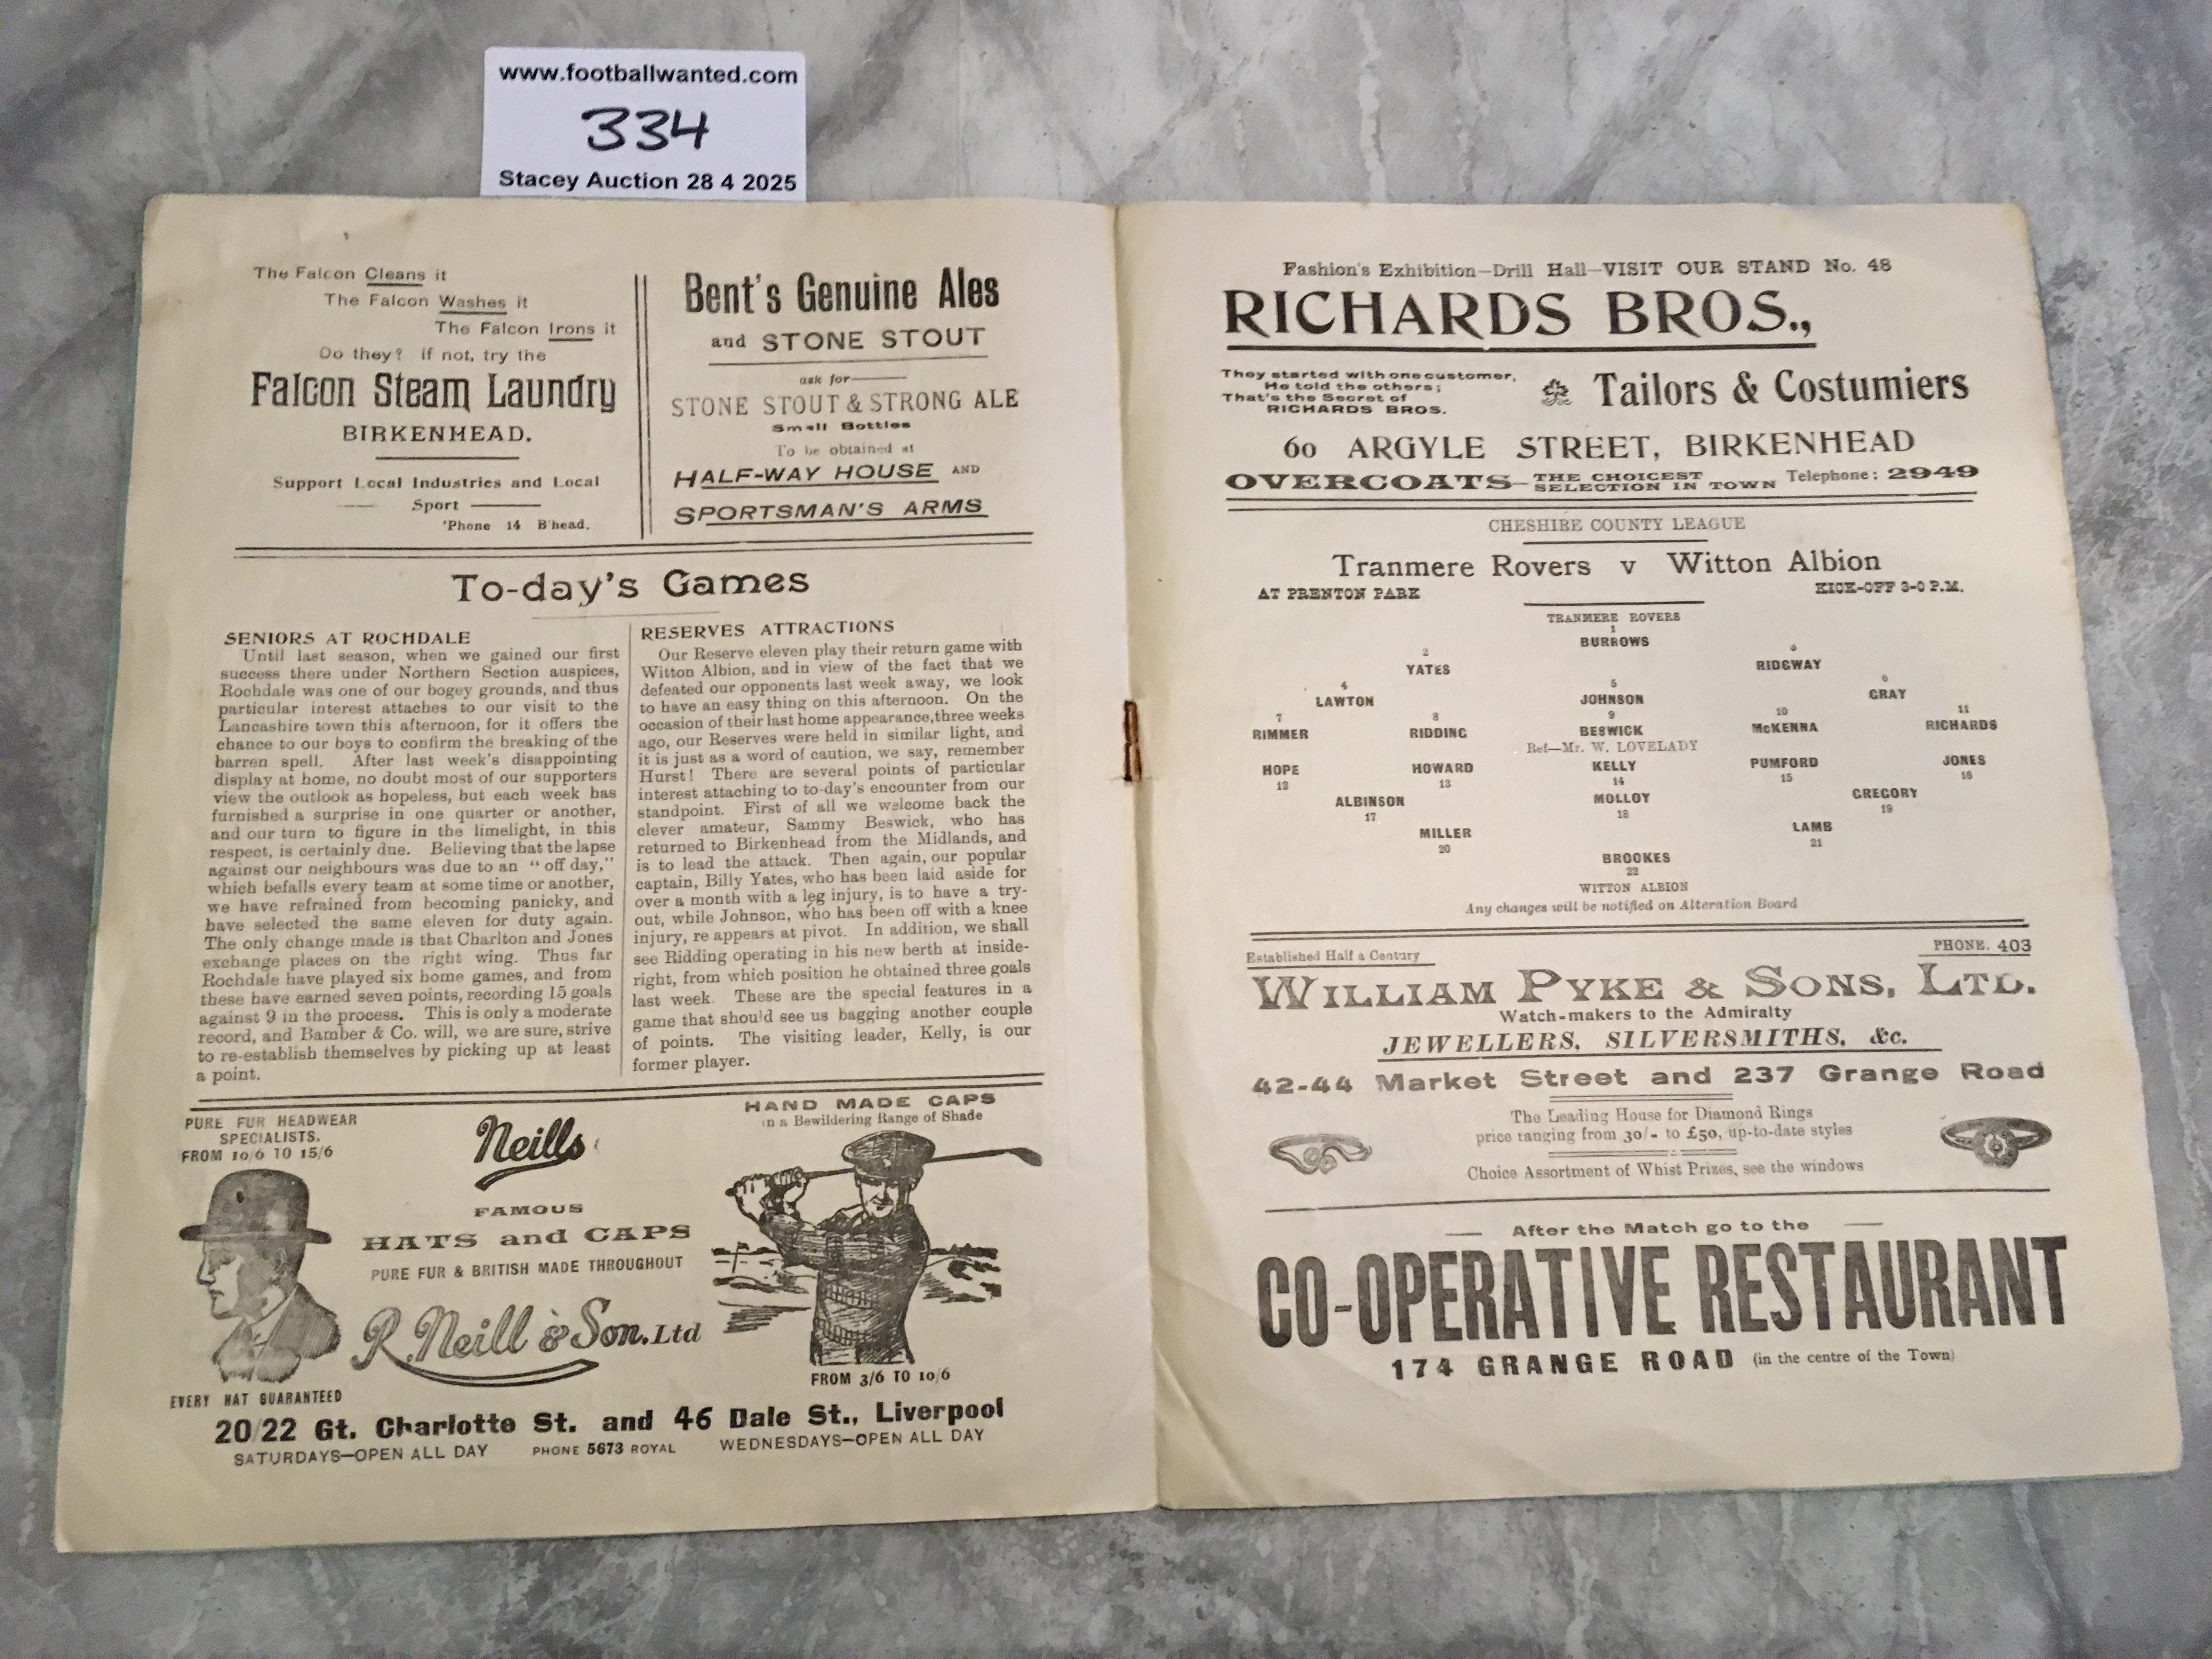 www.footballwanted.com
334
Stacey Auction 28 4 2025
The Falcon Cleans it
The Falcon Washes it
The Falcon Irons it
Do they? if not, try the
Falcon Steam Laundry
BIRKENHEAD.
Support Local Industries and Local
Sport
'Phone 14 B'head.
Bent's Genuine Ales
and STONE STOUT
ask for
STONE STOUT & STRONG ALE
Small Bottles
To be obtained at
HALF-WAY HOUSE AND
SPORTSMAN'S ARMS
To-day's Games
SENIORS AT ROCHDALE
Until last season, when we gained our first
success there under Northern Section auspices,
Rochdale was one of our bogey grounds, and thus
particular interest attaches to our visit to the
Lancashire town this afternoon, for it offers the
chance to our boys to confirm the breaking of the
barren spell. After last week's disappointing
display at home, no doubt most of our supporters
view the outlook as hopeless, but each week has
furnished a surprise in one quarter or another,
and our turn to figure in the limelight, in this
respect, is certainly due. Believing that the lapse
against our neighbours was due to an "off day,"
which befalls every team at some time or another,
we have refrained from becoming panicky, and
have selected the same eleven for duty again.
The only change made is that Charlton and Jones
exchange places on the right wing. Thus far
Rochdale have played six home games, and from
these have earned seven points, recording 15 goals
against 9 in the process. This is only a moderate
record, and Bamber & Co. will, we are sure, strive
to re-establish themselves by picking up at least
a point.
RESERVES ATTRACTIONS
Our Reserve eleven play their return game with
Witton Albion, and in view of the fact that we
defeated our opponents last week away, we look
to have an easy thing on this afternoon. On the
occasion of their last home appearance, three weeks
ago, our Reserves were held in similar light, and
it is just as a word of caution, we say, remember
Hurst! There are several points of particular
interest attaching to to-day's encounter from our
standpoint. First of all we welcome back the
clever amateur, Sammy Beswick, who has
returned to Birkenhead from the Midlands, and
is to lead the attack. Then again, our popular
captain, Billy Yates, who has been laid aside for
over a month with a leg injury, is to have a try-
out, while Johnson, who has been off with a knee
injury, re appears at pivot. In addition, we shall
see Ridding operating in his new berth at inside-
right, from which position he obtained three goals
last week. These are the special features in a
game that should see us bagging another couple
of points. The visiting leader, Kelly, is our
former player.
PURE FUR HEADWEAR
SPECIALISTS.
FROM 10/6 TO 15/6
Neills
HAND MADE CAPS
in a Bewildering Range of Shade
FAMOUS
HATS and CAPS
PURE FUR & BRITISH MADE THROUGHOUT
R. Neill & Son. Ltd
EVERY HAT GUARANTEED
FROM 3/6 TO 10/6
20/22 Gt. Charlotte St. and 46 Dale St., Liverpool
SATURDAYS—OPEN ALL DAY PHONE 5673 ROYAL WEDNESDAYS—OPEN ALL DAY
Fashion's Exhibition—Drill Hall—VISIT OUR STAND No. 48
RICHARDS BROS.,
They started with one customer,
He told the others;
That's the Secret of
RICHARDS BROS.
Tailors & Costumiers
60 ARGYLE STREET, BIRKENHEAD
OVERCOATS—THE CHOICEST SELECTION IN TOWN Telephone: 2949
CHESHIRE COUNTY LEAGUE
Tranmere Rovers v Witton Albion
AT PRENTON PARK KICK-OFF 3-0 P.M.
TRANMERE ROVERS
1
BURROWS
2 3
YATES RIDGWAY
4 5 6
LAWTON JOHNSON GRAY
7 8 9 10 11
RIMMER RIDDING BESWICK McKENNA RICHARDS
Ref—Mr. W. LOVELADY
HOPE HOWARD KELLY PUMFORD JONES
12 13 14 15 16
ALBINSON MOLLOY GREGORY
17 18 19
MILLER LAMB
20 21
BROOKES
22
WITTON ALBION
Any changes will be notified on Alteration Board
Established Half a Century PHONE. 403
WILLIAM PYKE & SONS, LTD.
Watch-makers to the Admiralty
JEWELLERS, SILVERSMITHS, &c.
42-44 Market Street and 237 Grange Road
The Leading House for Diamond Rings
price ranging from 30/- to £50, up-to-date styles
Choice Assortment of Whist Prizes, see the windows
After the Match go to the
CO-OPERATIVE RESTAURANT
174 GRANGE ROAD (in the centre of the Town)